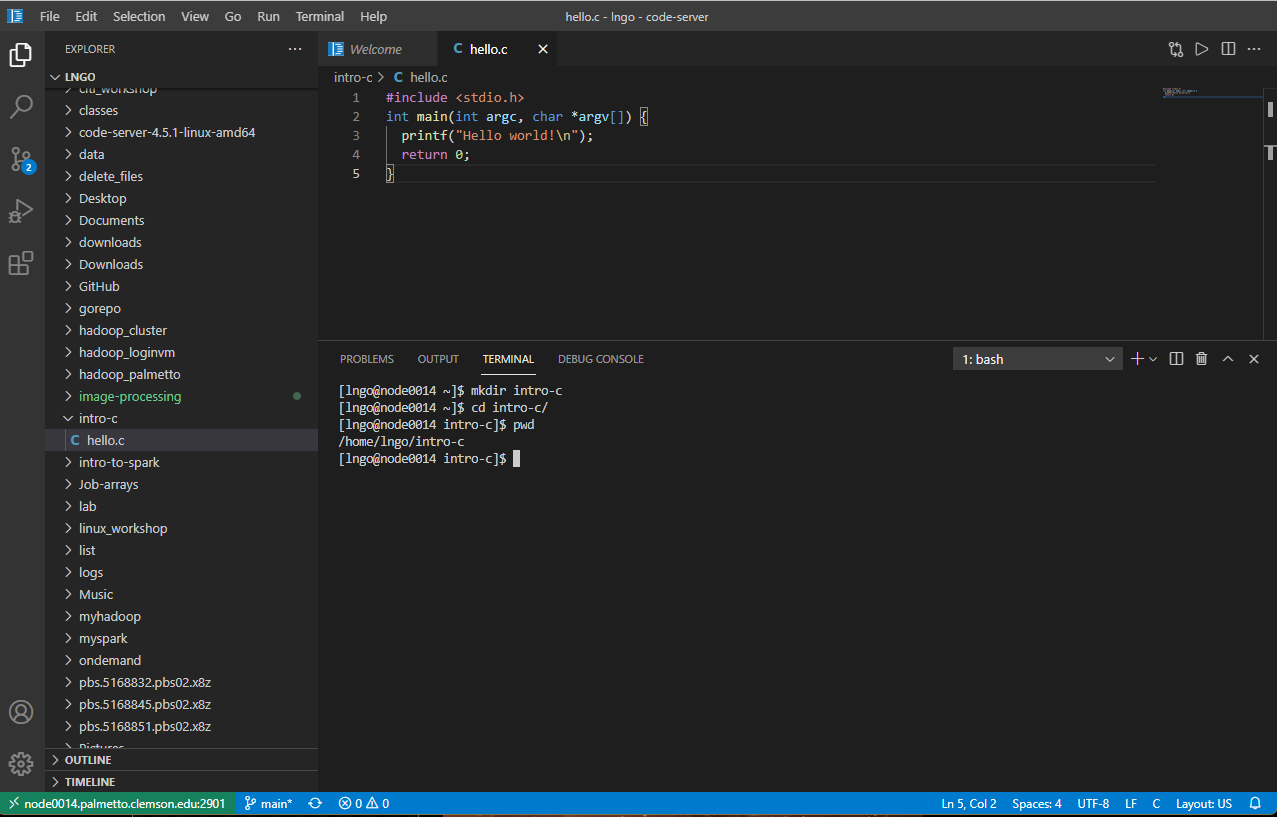 File Edit Selection View Go Run Terminal Help
hello.c - lngo - code-server
EXPLORER
LNGO
citi_workshop
classes
code-server-4.5.1-linux-amd64
data
delete_files
Desktop
Documents
downloads
Downloads
GitHub
gorepo
hadoop_cluster
hadoop_loginvm
hadoop_palmetto
image-processing
intro-c
C hello.c
intro-to-spark
Job-arrays
lab
linux_workshop
list
logs
Music
myhadoop
myspark
ondemand
pbs.5168832.pbs02.x8z
pbs.5168845.pbs02.x8z
pbs.5168851.pbs02.x8z
Pictures
OUTLINE
TIMELINE
2
Welcome
C hello.c
intro-c > C hello.c
1 #include <stdio.h>
2 int main(int argc, char *argv[]) {
3 printf("Hello world!\n");
4 return 0;
5 }
PROBLEMS OUTPUT TERMINAL DEBUG CONSOLE
1: bash
[lngo@node0014 ~]$ mkdir intro-c
[lngo@node0014 ~]$ cd intro-c/
[lngo@node0014 intro-c]$ pwd
/home/lngo/intro-c
[lngo@node0014 intro-c]$
node0014.palmetto.clemson.edu:2901 main* 0 0
Ln 5, Col 2 Spaces: 4 UTF-8 LF C Layout: US